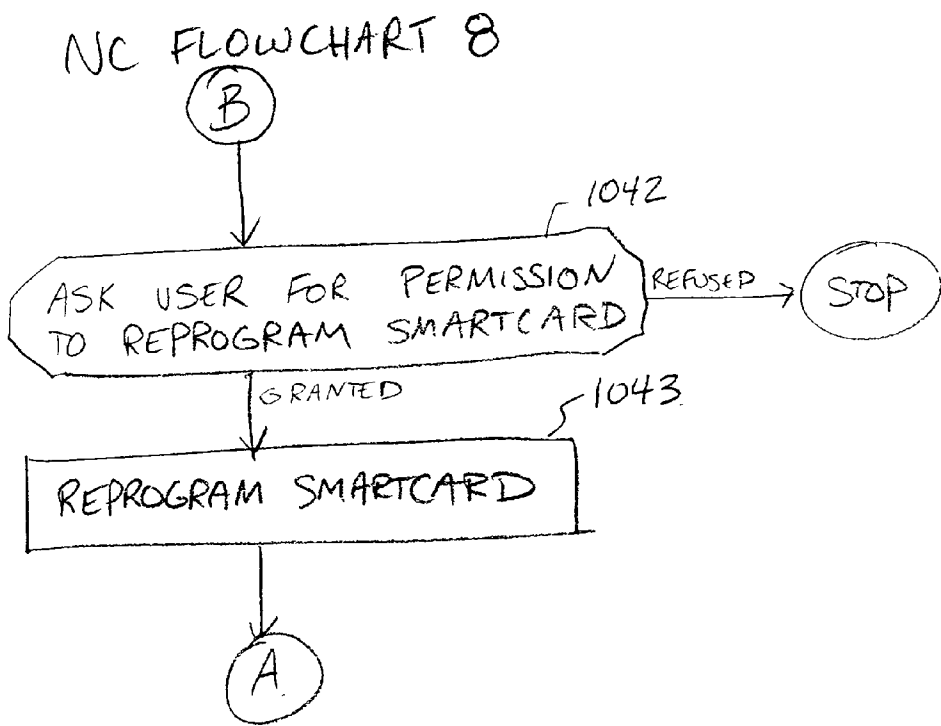 NC FLOWCHART 8
B
1042
ASK USER FOR PERMISSION
TO REPROGRAM SMARTCARD
REFUSED
STOP
GRANTED
1043
REPROGRAM SMARTCARD
A